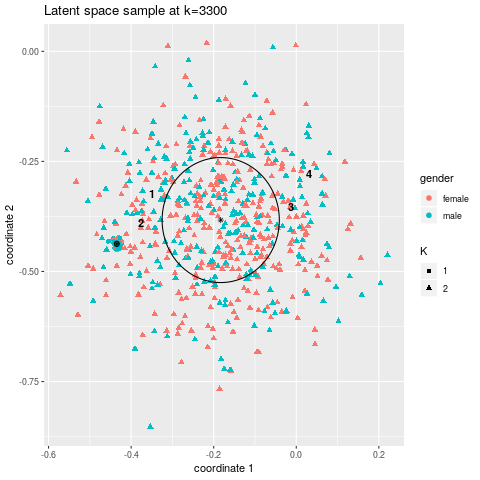 Latent space sample at k=3300
0.00
-0.25
-0.50
-0.75
coordinate 2
1
2
3
4
-0.6
-0.4
-0.2
0.0
0.2
coordinate 1
gender
female
male
K
1
2